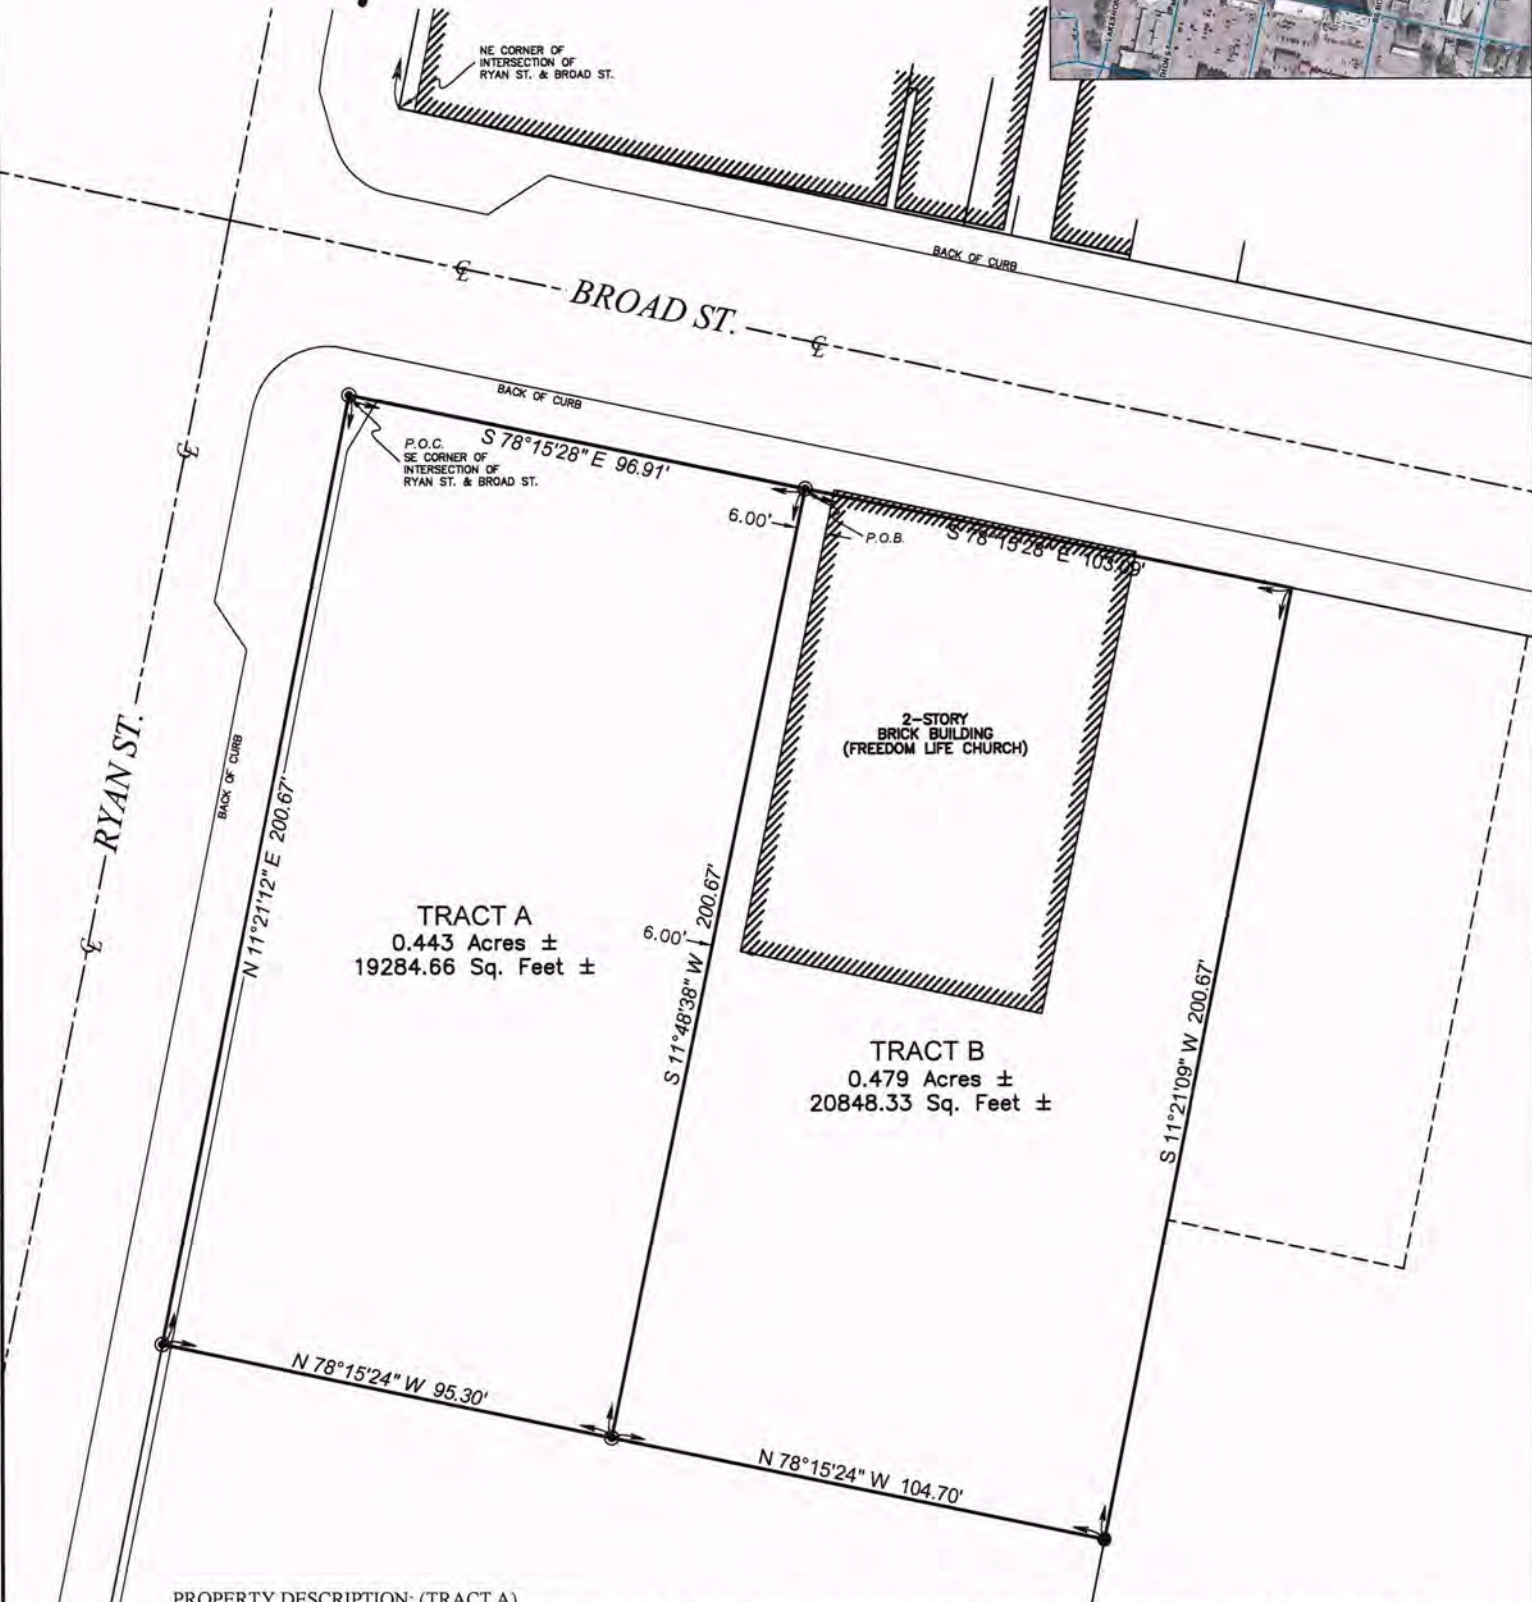 NE CORNER OF
INTERSECTION OF
RYAN ST. & BROAD ST.
BACK OF CURB
℄
BROAD ST.
℄
BACK OF CURB
P.O.C.
SE CORNER OF
INTERSECTION OF
RYAN ST. & BROAD ST.
S 78°15'28" E 96.91'
6.00'
P.O.B.
S 78°15'28" E 103.09'
℄
RYAN ST.
℄
BACK OF CURB
N 11°21'12" E 200.67'
2-STORY
BRICK BUILDING
(FREEDOM LIFE CHURCH)
TRACT A
0.443 Acres ±
19284.66 Sq. Feet ±
6.00'
S 11°48'38" W 200.67'
TRACT B
0.479 Acres ±
20848.33 Sq. Feet ±
S 11°21'09" W 200.67'
N 78°15'24" W 95.30'
N 78°15'24" W 104.70'
PROPERTY DESCRIPTION: (TRACT A)